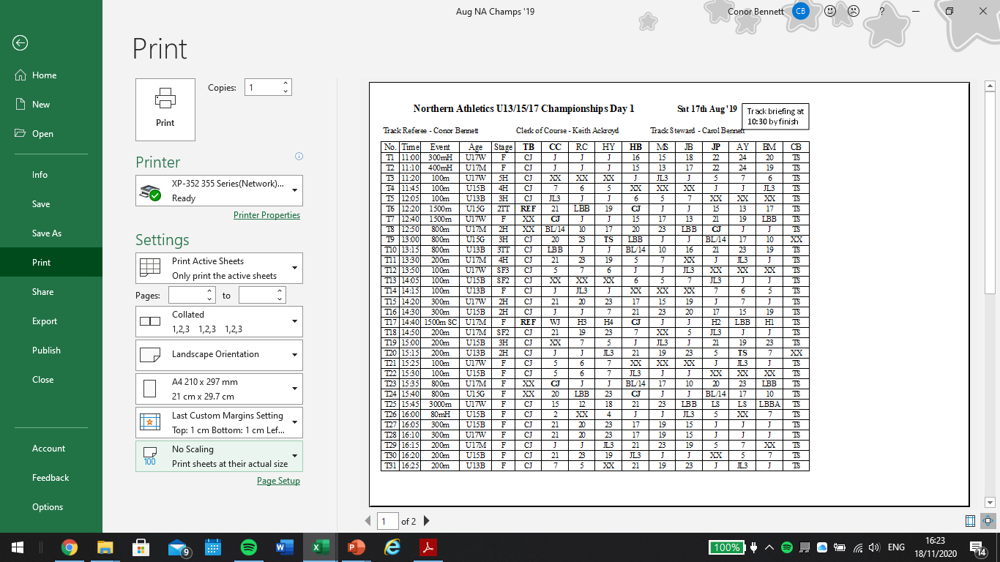 Aug NA Champs '19
Conor Bennett CB ?
Print
Home
New
Open
Info
Save
Save As
Print
Share
Export
Publish
Close
Account
Feedback
Options
Print
Copies: 1
Printer
XP-352 355 Series(Network)...
Ready
Printer Properties
Settings
Print Active Sheets
Only print the active sheets
Pages: to
Collated
1,2,3 1,2,3 1,2,3
Landscape Orientation
A4 210 x 297 mm
21 cm x 29.7 cm
Last Custom Margins Setting
Top: 1 cm Bottom: 1 cm Lef...
No Scaling
100
Print sheets at their actual size
Page Setup
Northern Athletics U13/15/17 Championships Day 1 Sat 17th Aug '19
Track briefing at
10:30 by finish
Track Referee - Conor Bennett Clerk of Course - Keith Ackroyd Track Steward - Carol Bennett
No. Time Event Age Stage TB CC RC HY HB MS JB JP AY BM CB
T1 11:00 300mH U17W F CJ J J J 16 15 18 22 24 20 TS
T2 11:10 400mH U17M F CJ J J J 15 13 17 22 24 19 TS
T3 11:20 100m U17W 5H CJ XX XX XX J JL3 J 5 7 6 TS
T4 11:45 100m U15B 4H CJ 7 6 5 XX XX XX J J JL3 TS
T5 12:05 100m U13B 3H CJ JL3 J J 6 5 7 XX XX XX TS
T6 12:20 1500m U15G 2TT REF 21 LBB 19 CJ J J 15 13 17 TS
T7 12:40 1500m U17W F XX CJ J J 15 17 13 21 19 LBB TS
T8 12:50 800m U17M 2H XX BL/14 10 17 20 23 LBB CJ J J TS
T9 13:00 800m U15G 3H CJ 20 23 TS LBB J J BL/14 17 10 XX
T10 13:15 800m U13B 3TT CJ LBB J J BL/14 10 16 21 23 19 TS
T11 13:30 200m U17M 4H CJ 21 23 19 5 7 XX J JL3 J TS
T12 13:50 100m U17W SF3 CJ 5 7 6 J J JL3 XX XX XX TS
T13 14:05 100m U15B SF2 CJ XX XX XX 6 5 7 JL3 J J TS
T14 14:15 100m U13B F CJ J JL3 J XX XX XX 7 6 5 TS
T15 14:20 300m U17W 2H CJ 21 20 23 17 15 19 J 7 J TS
T16 14:30 300m U15B 2H CJ J J 7 21 23 20 17 15 19 TS
T17 14:40 1500m SC U17M F REF WJ H3 H4 CJ J J H2 LBB H1 TS
T18 14:50 200m U17M SF2 CJ 21 19 23 7 XX 5 JL3 J J TS
T19 15:00 200m U15B 3H CJ XX 7 5 J JL3 J 21 19 23 TS
T20 15:15 200m U13B 2H CJ J J JL3 21 19 23 5 TS 7 XX
T21 15:25 100m U17W F CJ 5 6 7 XX XX XX J JL3 J TS
T22 15:30 100m U15B F CJ 5 6 7 JL3 J J XX XX XX TS
T23 15:35 800m U17M F XX CJ J J BL/14 17 10 20 23 LBB TS
T24 15:40 800m U15G F XX 20 LBB 23 CJ J J BL/14 17 10 TS
T25 15:45 3000m U17W F CJ 15 12 18 21 23 LBB LS LS LBBA TS
T26 16:00 80mH U15B F CJ 2 XX 4 J J JL3 5 XX 7 TS
T27 16:05 300m U15B F CJ 21 20 23 17 19 15 J J J TS
T28 16:10 300m U17W F CJ 21 20 23 17 19 15 J J J TS
T29 16:15 200m U17M F CJ J J JL3 21 23 19 5 7 XX TS
T30 16:20 200m U15B F CJ 21 23 19 JL3 J J XX 5 7 TS
T31 16:25 200m U13B F CJ 7 5 XX 21 19 23 J JL3 J TS
1 of 2
9
100% ENG 16:23
18/11/2020 14